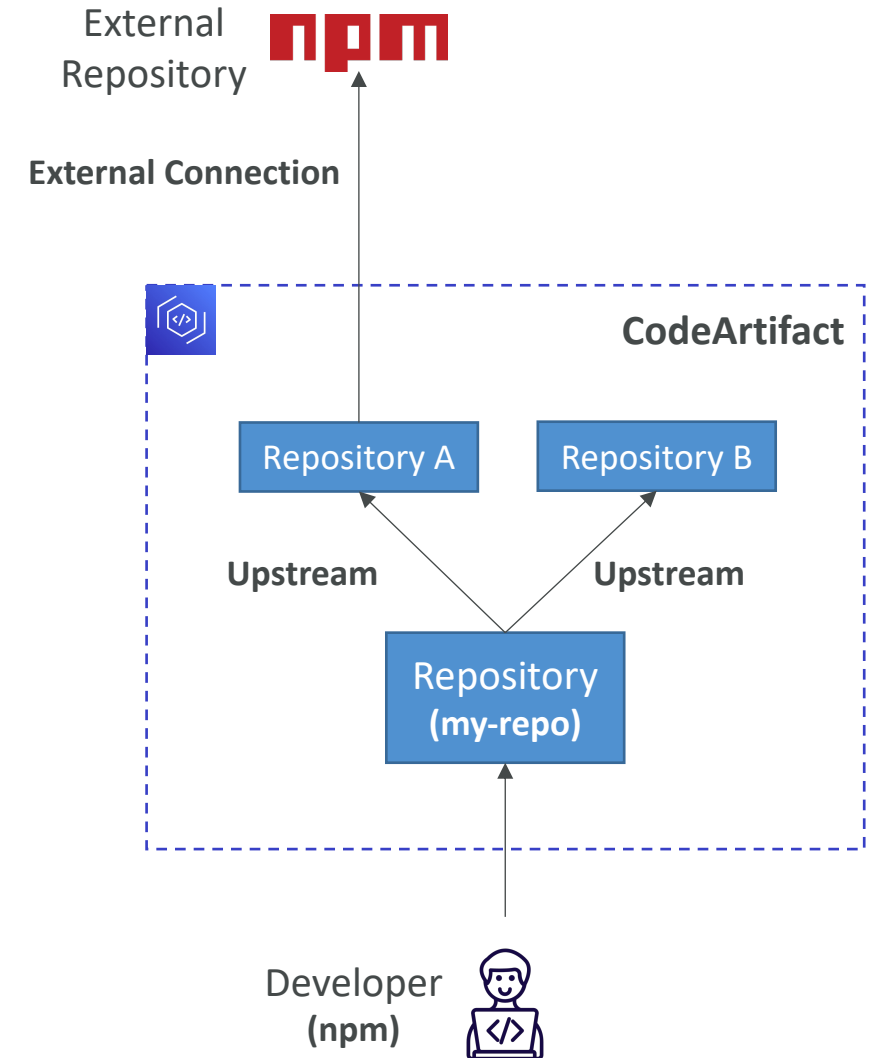 External
Repository
npm
External Connection
CodeArtifact
Repository A
Repository B
Upstream
Upstream
Repository
(my-repo)
Developer
(npm)